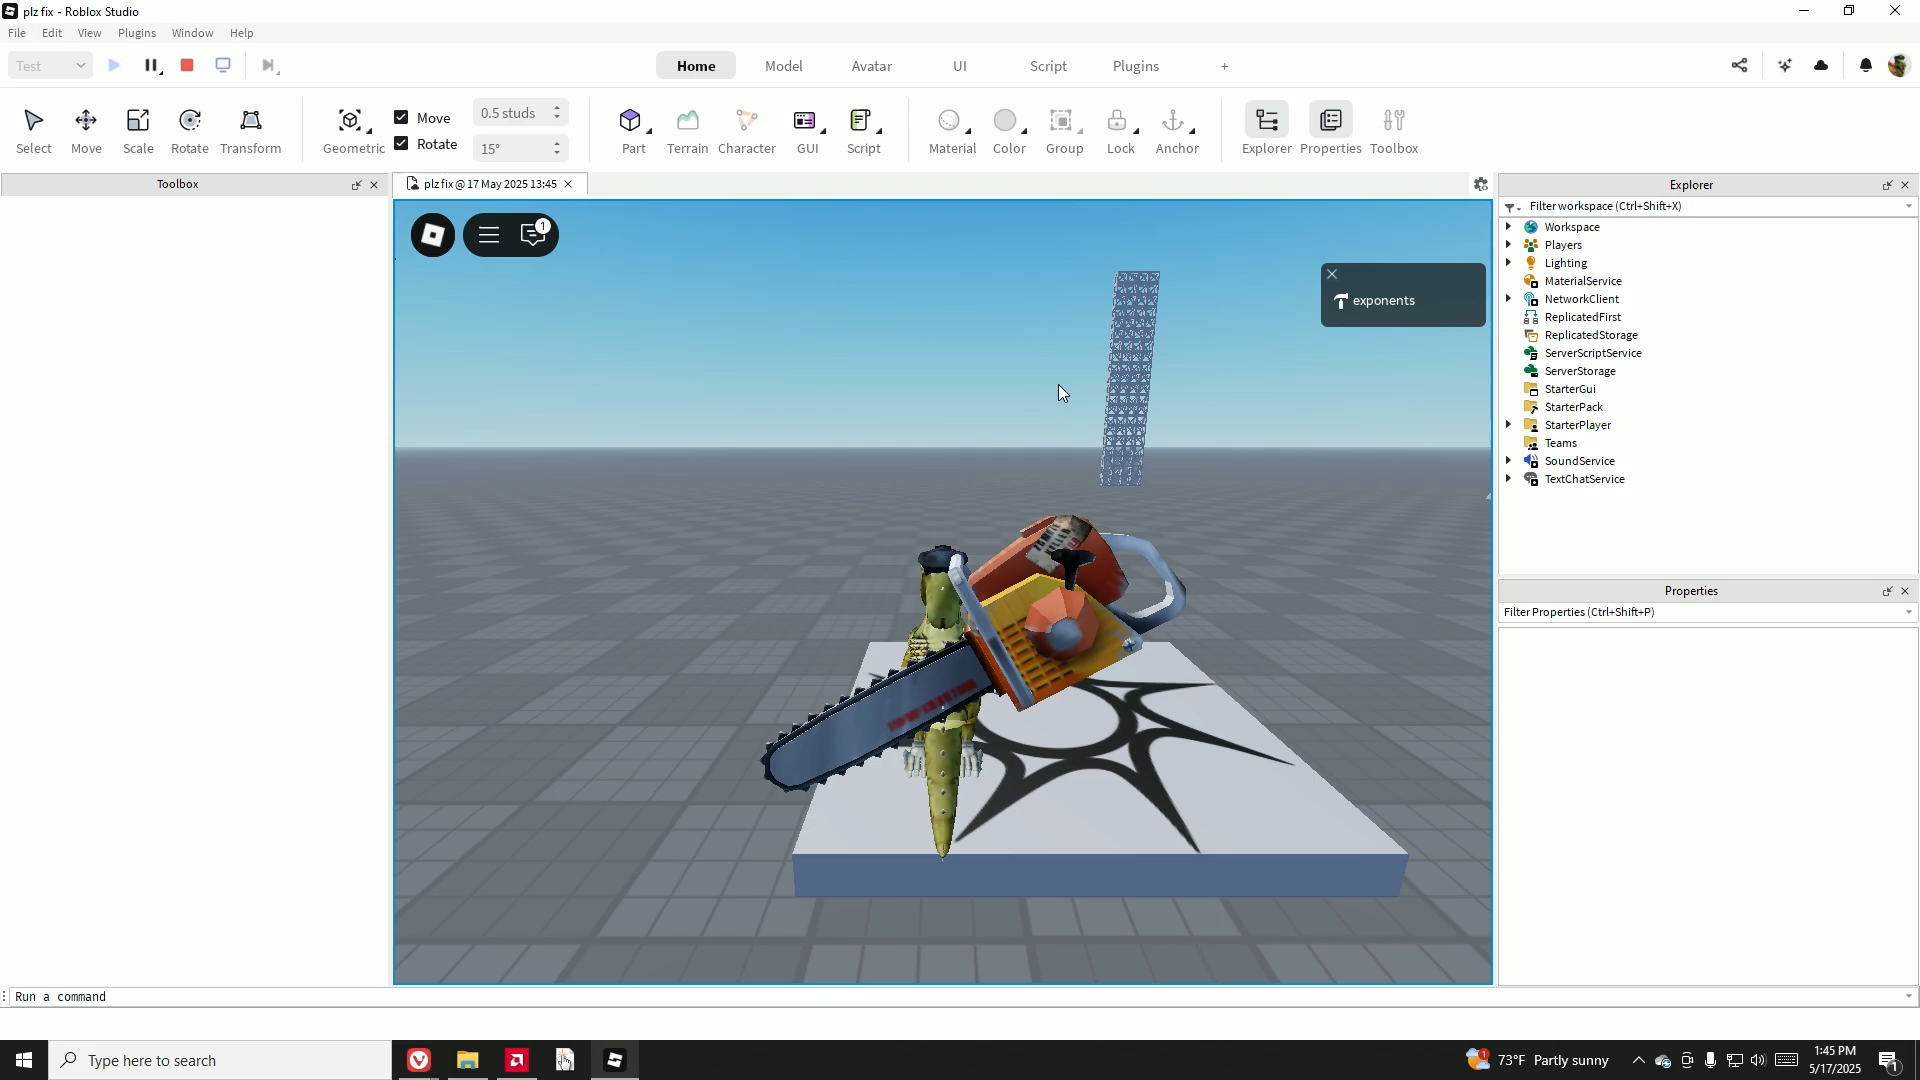 plz fix - Roblox Studio
File Edit View Plugins Window Help
Test
Home Model Avatar UI Script Plugins +
Select Move Scale Rotate Transform
Geometric
Move
Rotate
0.5 studs
15°
Part Terrain Character GUI Script
Material Color Group Lock Anchor
Explorer Properties Toolbox
Toolbox
plz fix @ 17 May 2025 13:45
1
exponents
Explorer
Filter workspace (Ctrl+Shift+X)
Workspace
Players
Lighting
MaterialService
NetworkClient
ReplicatedFirst
ReplicatedStorage
ServerScriptService
ServerStorage
StarterGui
StarterPack
StarterPlayer
Teams
SoundService
TextChatService
Properties
Filter Properties (Ctrl+Shift+P)
Run a command
Type here to search
1
73°F Partly sunny
1:45 PM
5/17/2025
1